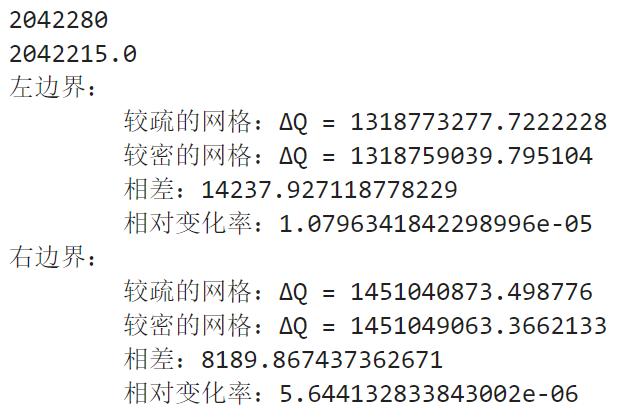 2042280
2042215.0
左边界：
较疏的网格：ΔQ = 1318773277.7222228
较密的网格：ΔQ = 1318759039.795104
相差：14237.927118778229
相对变化率：1.0796341842298996e-05
右边界：
较疏的网格：ΔQ = 1451040873.498776
较密的网格：ΔQ = 1451049063.3662133
相差：8189.867437362671
相对变化率：5.644132833843002e-06